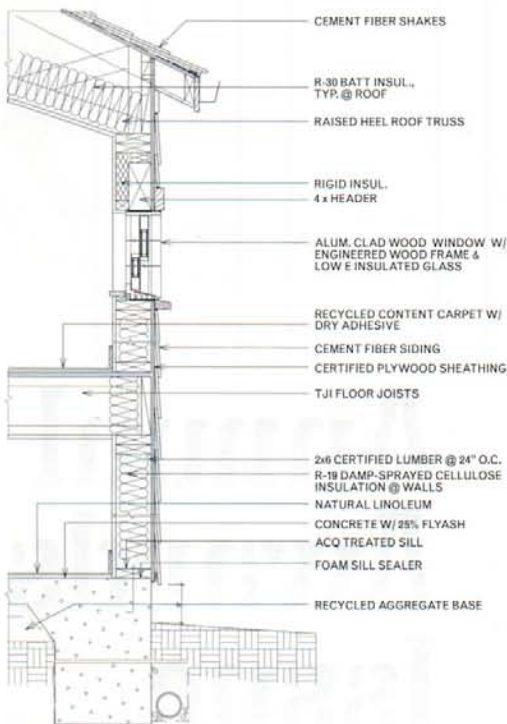 CEMENT FIBER SHAKES
R-30 BATT INSUL.,
TYP. @ ROOF
RAISED HEEL ROOF TRUSS
RIGID INSUL.
4 x HEADER
ALUM. CLAD WOOD WINDOW W/
ENGINEERED WOOD FRAME &
LOW E INSULATED GLASS
RECYCLED CONTENT CARPET W/
DRY ADHESIVE
CEMENT FIBER SIDING
CERTIFIED PLYWOOD SHEATHING
TJI FLOOR JOISTS
2x6 CERTIFIED LUMBER @ 24" O.C.
R-19 DAMP-SPRAYED CELLULOSE
INSULATION @ WALLS
NATURAL LINOLEUM
CONCRETE W/ 25% FLYASH
ACQ TREATED SILL
FOAM SILL SEALER
RECYCLED AGGREGATE BASE